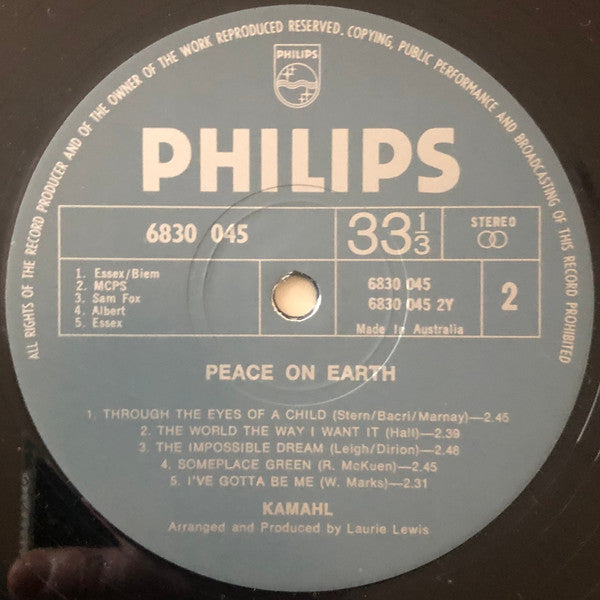 ALL RIGHTS OF THE RECORD PRODUCER AND OF THE OWNER OF THE WORK REPRODUCED RESERVED. COPYING, PUBLIC PERFORMANCE AND BROADCASTING OF THIS RECORD PROHIBITED
PHILIPS
PHILIPS
6830 045
33 1/3
STEREO
1. Essex/Biem
2. MCPS
3. Sam Fox
4. Albert
5. Essex
6830 045
6830 045 2Y
2
Made In Australia
PEACE ON EARTH
1. THROUGH THE EYES OF A CHILD (Stern/Bacri/Marnay)—2.45
2. THE WORLD THE WAY I WANT IT (Hall)—2.39
3. THE IMPOSSIBLE DREAM (Leigh/Dirion)—2.48
4. SOMEPLACE GREEN (R. McKuen)—2.45
5. I'VE GOTTA BE ME (W. Marks)—2.31
KAMAHL
Arranged and Produced by Laurie Lewis